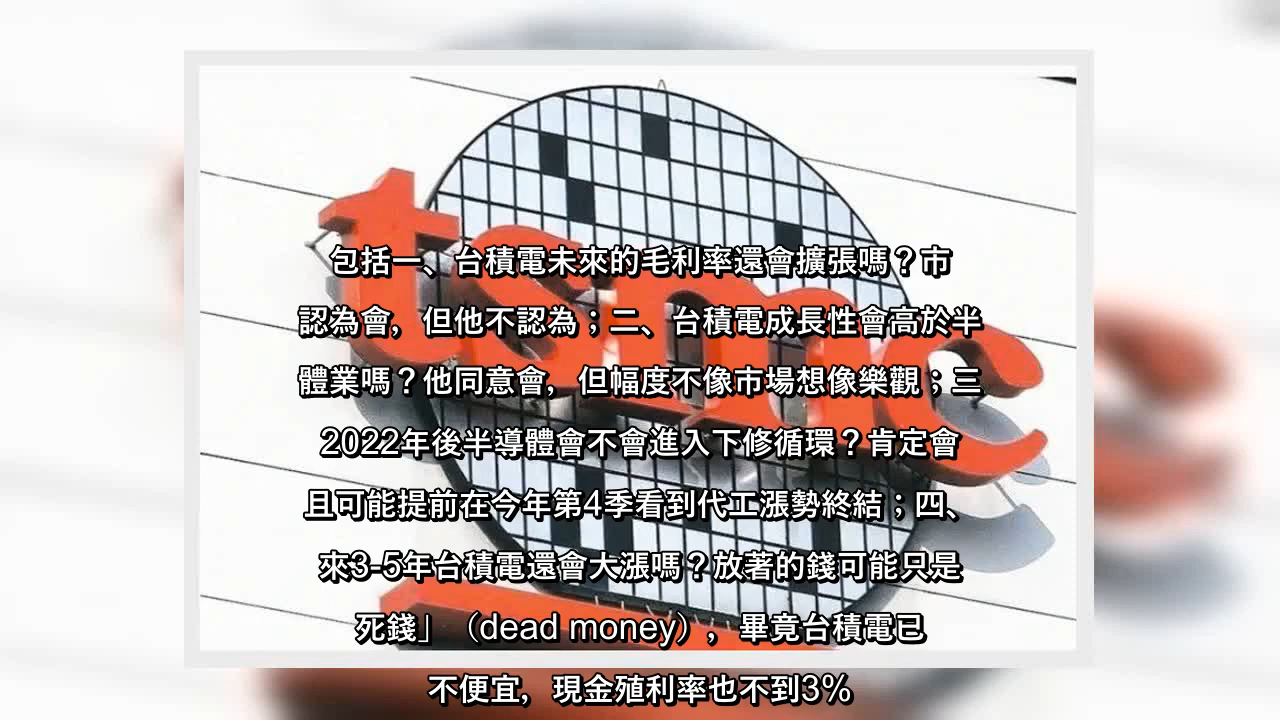 tsmc
包括一、台積電未來的毛利率還會擴張嗎？市
認為會，但他不認為；二、台積電成長性會高於半
體業嗎？他同意會，但幅度不像市場想像樂觀；三
2022年後半導體會不會進入下修循環？肯定會
且可能提前在今年第4季看到代工漲勢終結；四、
來3-5年台積電還會大漲嗎？放著的錢可能只是
死錢」（dead money），畢竟台積電已
不便宜，現金殖利率也不到3%